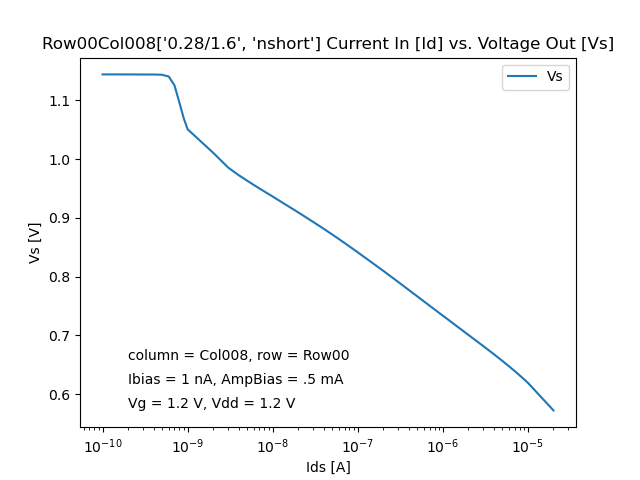 Row00Col008['0.28/1.6', 'nshort'] Current In [Id] vs. Voltage Out [Vs]
Vs
1.1
1.0
0.9
0.8
0.7
0.6
Vs [V]
column = Col008, row = Row00
Ibias = 1 nA, AmpBias = .5 mA
Vg = 1.2 V, Vdd = 1.2 V
10⁻¹⁰ 10⁻⁹ 10⁻⁸ 10⁻⁷ 10⁻⁶ 10⁻⁵
Ids [A]